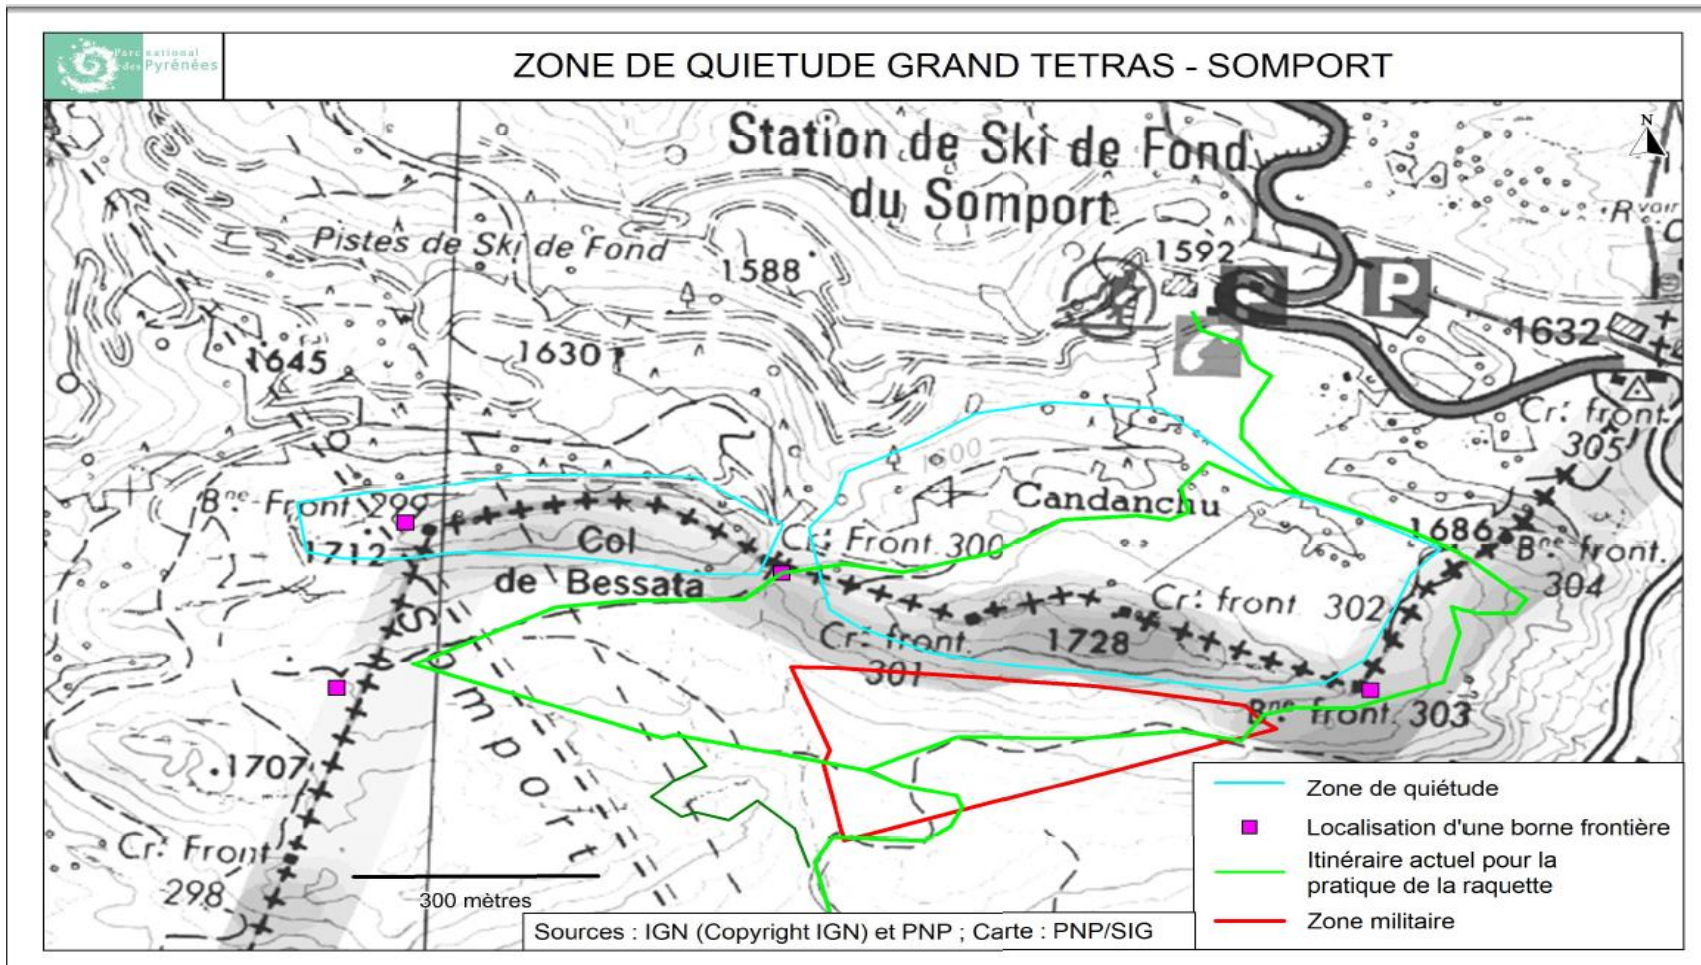 Parc national
des Pyrénées
ZONE DE QUIETUDE GRAND TETRAS - SOMPORT
Station de Ski de Fond
du Somport
Pistes de Ski de Fond
1588
1592
P
1632
1645
1630
Cr: front.
305
1600
Candanchu
Bne Front 299
1712
Col
de Bessata
Cr: Front. 300
1686
Bne front.
304
Cr: front. 302
Cr: front.
301
1728
Bne front. 303
Somport
1707
Cr: Front
298
300 mètres
Sources : IGN (Copyright IGN) et PNP ; Carte : PNP/SIG
Zone de quiétude
Localisation d'une borne frontière
Itinéraire actuel pour la
pratique de la raquette
Zone militaire
N